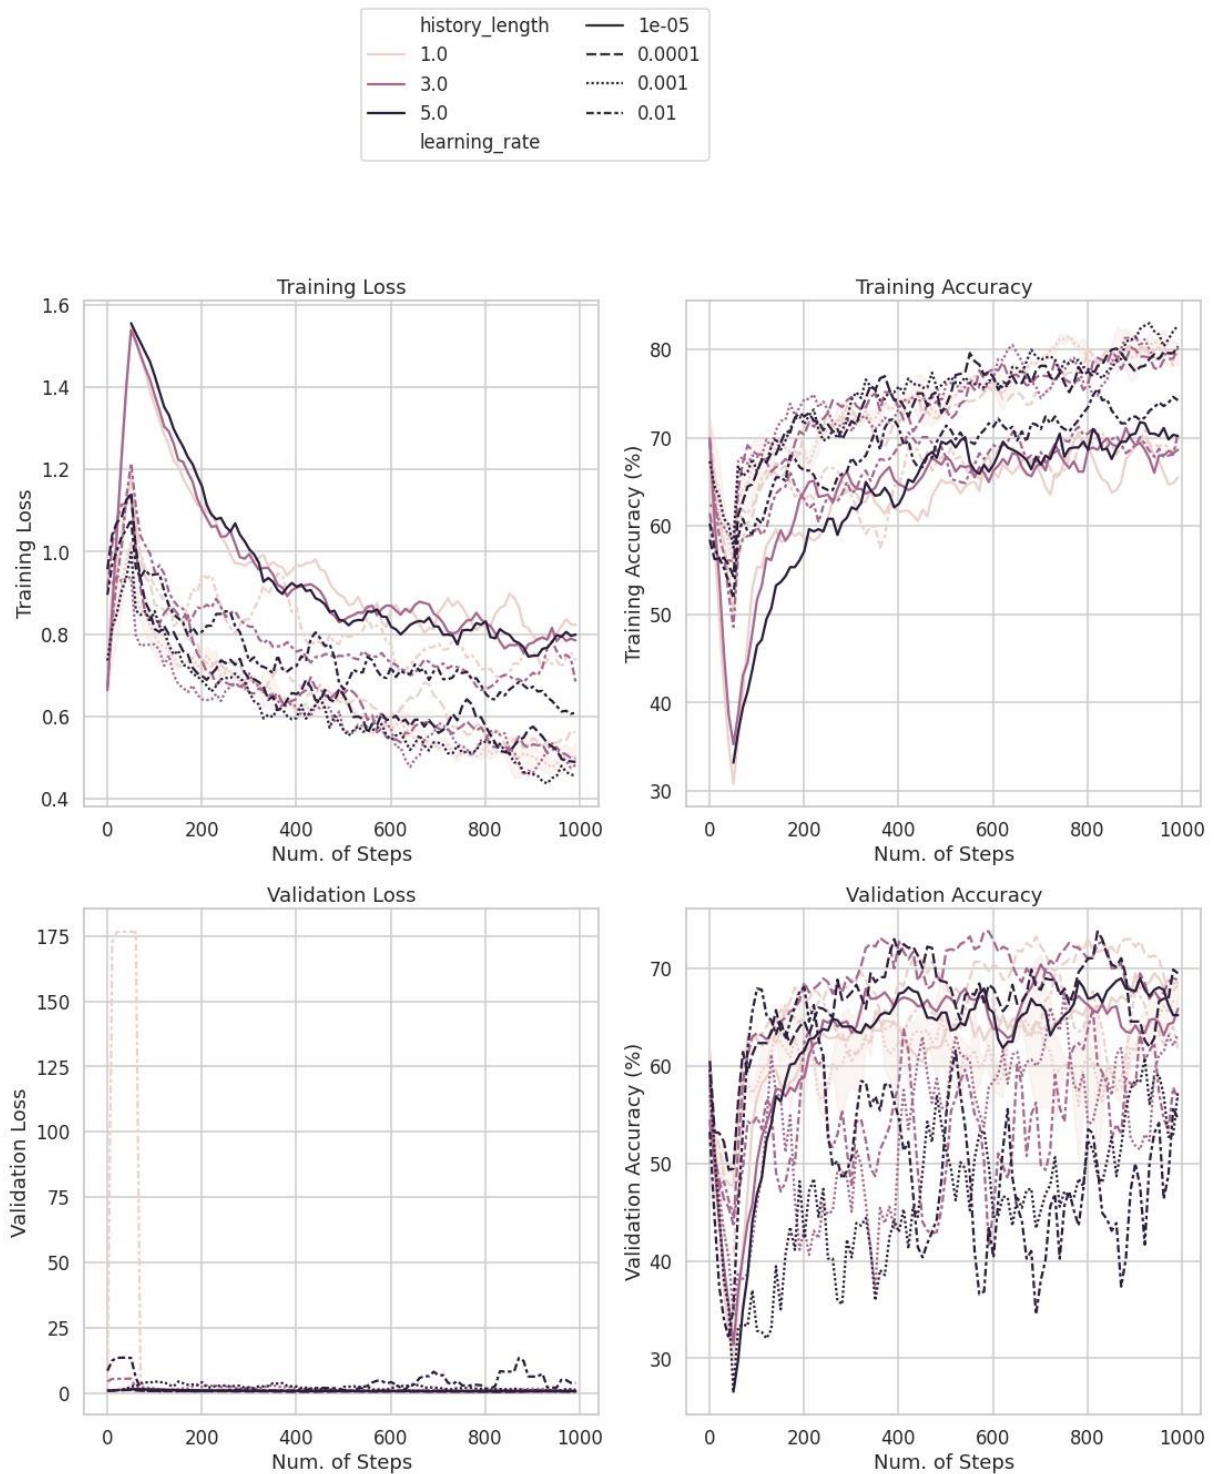 history_length
1.0
3.0
5.0
learning_rate
1e-05
0.0001
0.001
0.01
Training Loss
1.6
1.4
1.2
1.0
0.8
0.6
0.4
Training Loss
0 200 400 600 800 1000
Num. of Steps
Training Accuracy
80
70
60
50
40
30
Training Accuracy (%)
0 200 400 600 800 1000
Num. of Steps
Validation Loss
175
150
125
100
75
50
25
0
Validation Loss
0 200 400 600 800 1000
Num. of Steps
Validation Accuracy
70
60
50
40
30
Validation Accuracy (%)
0 200 400 600 800 1000
Num. of Steps